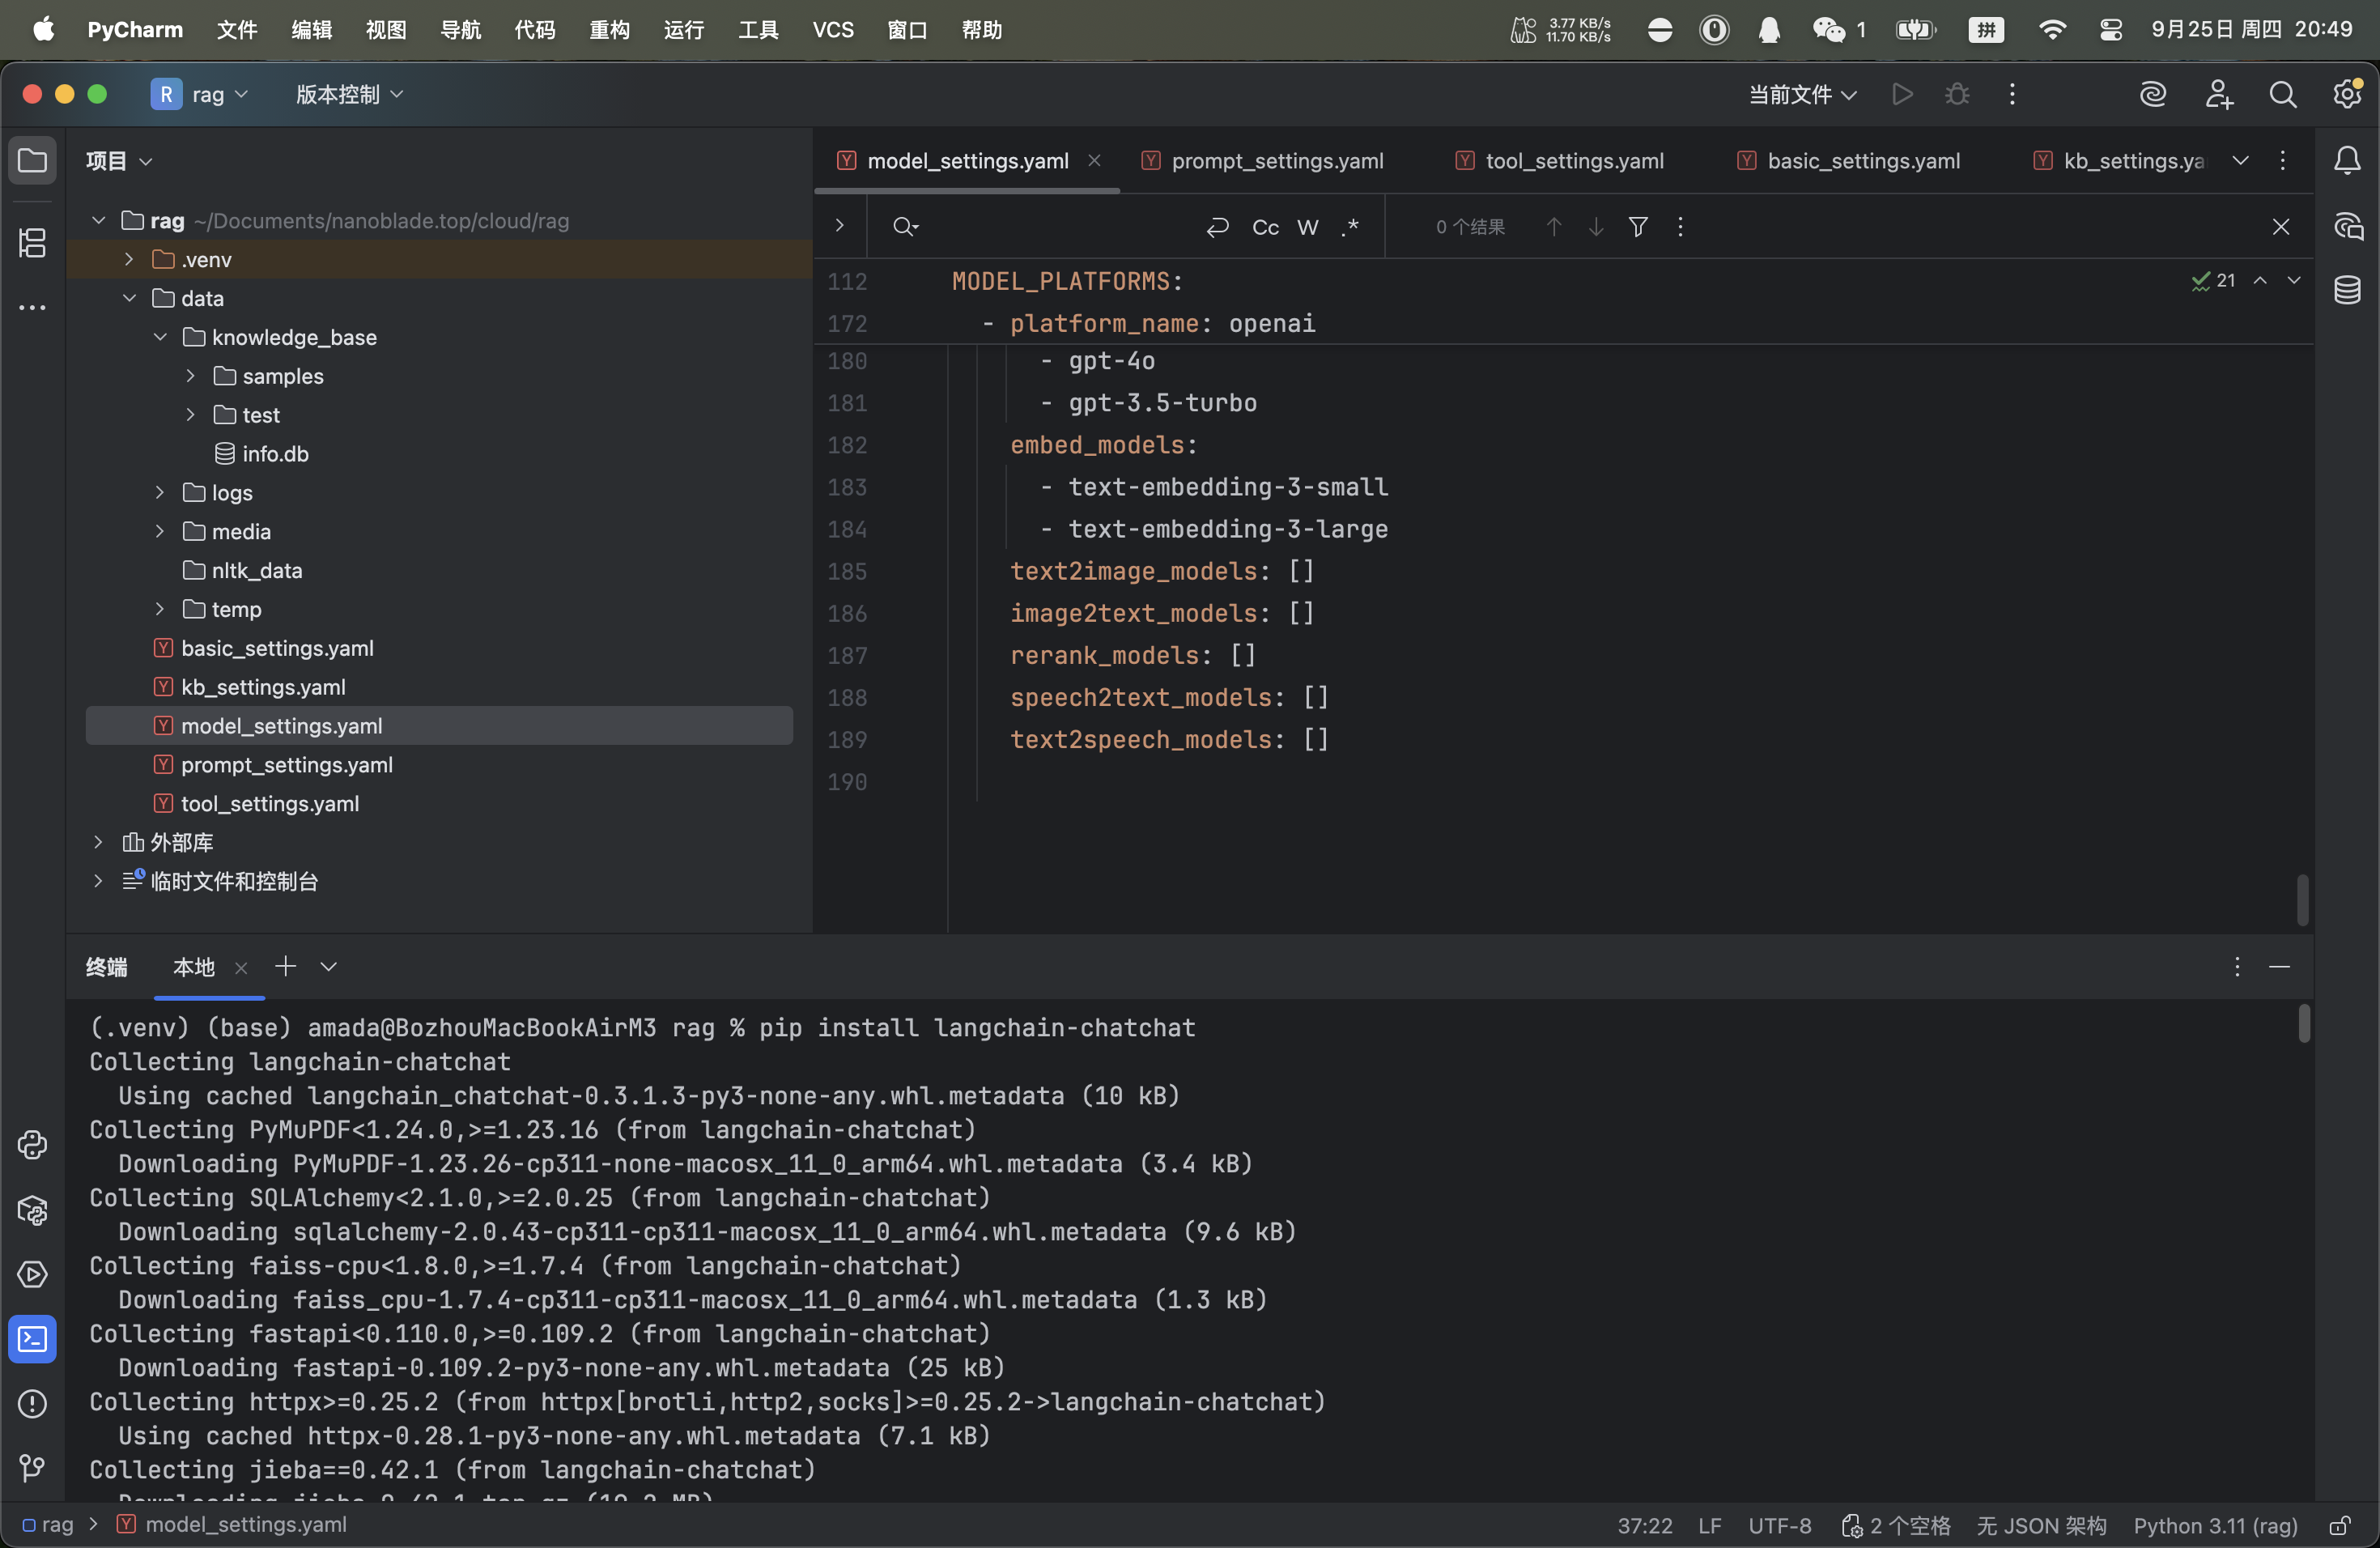 PyCharm 文件 编辑 视图 导航 代码 重构 运行 工具 VCS 窗口 帮助 3.77 KB/s 11.70 KB/s 1 拼 9月25日 周四 20:49
R rag 版本控制 当前文件
项目
rag ~/Documents/nanoblade.top/cloud/rag
.venv
data
knowledge_base
samples
test
info.db
logs
media
nltk_data
temp
basic_settings.yaml
kb_settings.yaml
model_settings.yaml
prompt_settings.yaml
tool_settings.yaml
外部库
临时文件和控制台
model_settings.yaml prompt_settings.yaml tool_settings.yaml basic_settings.yaml kb_settings.ya
Cc W .* 0 个结果
112 MODEL_PLATFORMS: 21
172 - platform_name: openai
180 - gpt-4o
181 - gpt-3.5-turbo
182 embed_models:
183 - text-embedding-3-small
184 - text-embedding-3-large
185 text2image_models: []
186 image2text_models: []
187 rerank_models: []
188 speech2text_models: []
189 text2speech_models: []
190
终端 本地
(.venv) (base) amada@BozhouMacBookAirM3 rag % pip install langchain-chatchat
Collecting langchain-chatchat
Using cached langchain_chatchat-0.3.1.3-py3-none-any.whl.metadata (10 kB)
Collecting PyMuPDF<1.24.0,>=1.23.16 (from langchain-chatchat)
Downloading PyMuPDF-1.23.26-cp311-none-macosx_11_0_arm64.whl.metadata (3.4 kB)
Collecting SQLAlchemy<2.1.0,>=2.0.25 (from langchain-chatchat)
Downloading sqlalchemy-2.0.43-cp311-cp311-macosx_11_0_arm64.whl.metadata (9.6 kB)
Collecting faiss-cpu<1.8.0,>=1.7.4 (from langchain-chatchat)
Downloading faiss_cpu-1.7.4-cp311-cp311-macosx_11_0_arm64.whl.metadata (1.3 kB)
Collecting fastapi<0.110.0,>=0.109.2 (from langchain-chatchat)
Downloading fastapi-0.109.2-py3-none-any.whl.metadata (25 kB)
Collecting httpx>=0.25.2 (from httpx[brotli,http2,socks]>=0.25.2->langchain-chatchat)
Using cached httpx-0.28.1-py3-none-any.whl.metadata (7.1 kB)
Collecting jieba==0.42.1 (from langchain-chatchat)
Downloading jieba-0.42.1.tar.gz (19.2 MB)
rag model_settings.yaml 37:22 LF UTF-8 2 个空格 无 JSON 架构 Python 3.11 (rag)